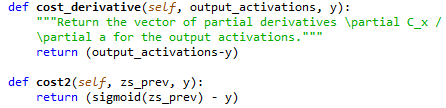 def cost_derivative(self, output_activations, y):
    """Return the vector of partial derivatives \partial C_x /
    \partial a for the output activations."""
    return (output_activations-y)

def cost2(self, zs_prev, y):
    return (sigmoid(zs_prev) - y)